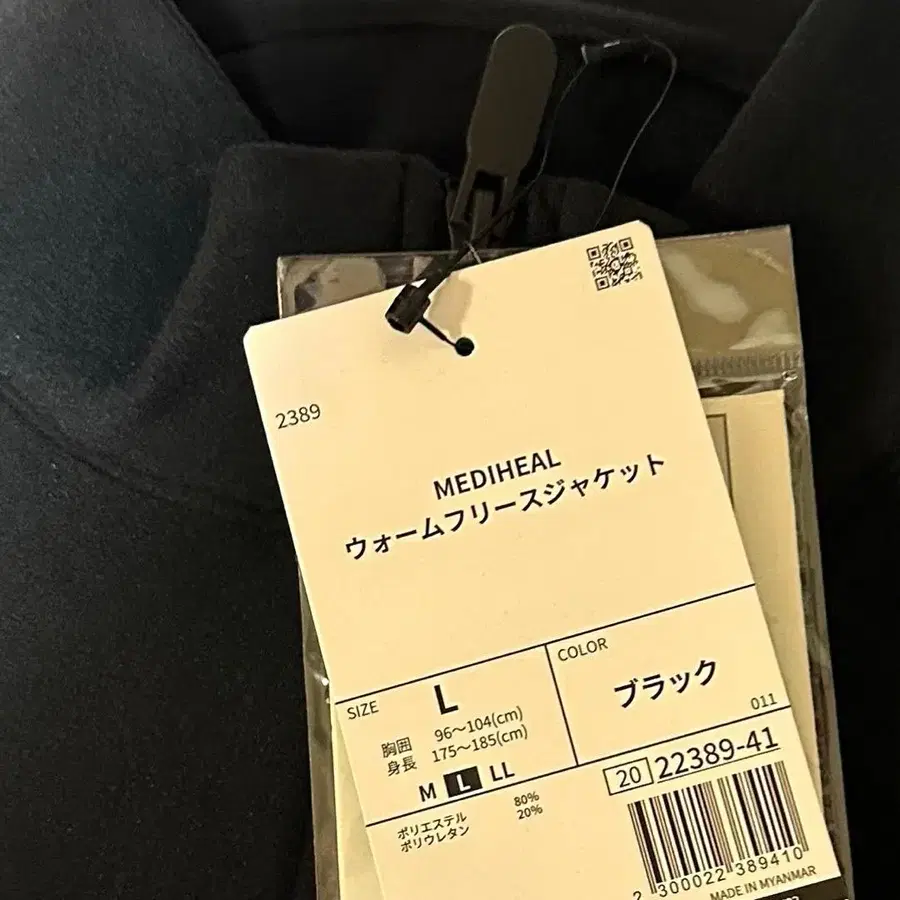 2389
MEDIHEAL
ウォームフリースジャケット
SIZE
L
胸囲 96〜104(cm)
身長 175〜185(cm)
M L LL
COLOR
ブラック
011
ポリエステル 80%
ポリウレタン 20%
20 22389-41
2 300022 389410
MADE IN MYANMAR